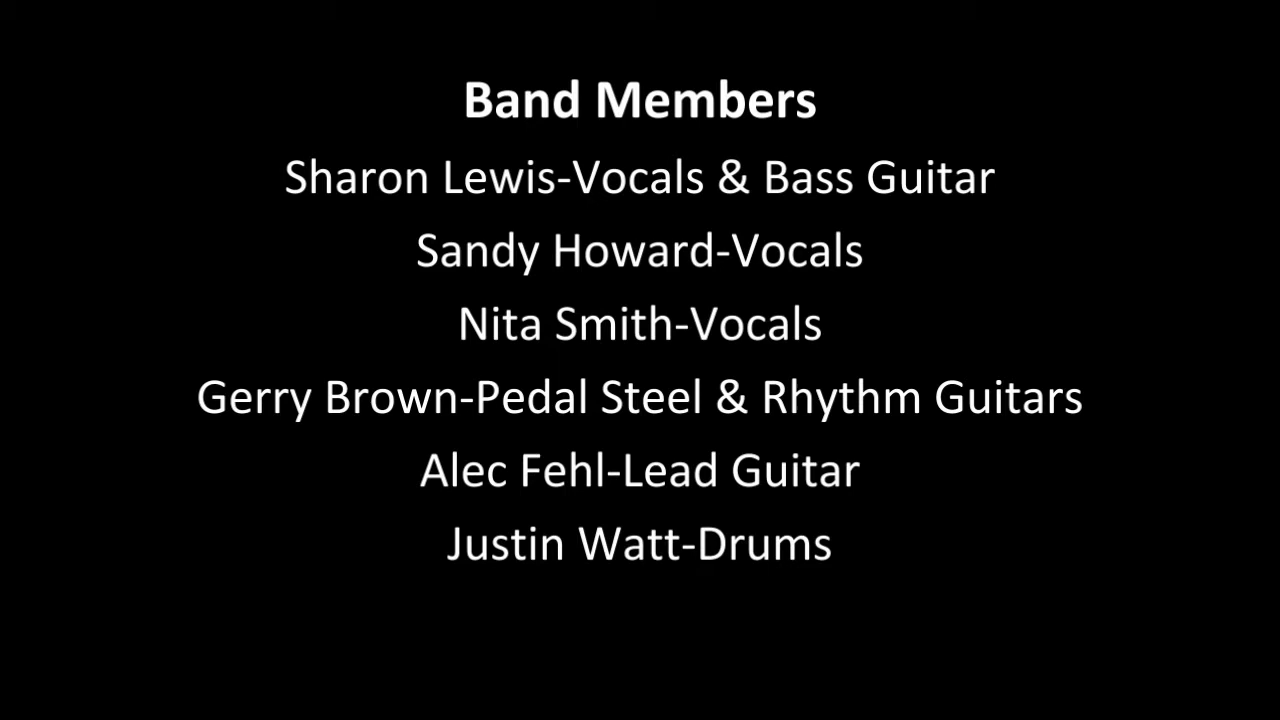 Band Members
Sharon Lewis-Vocals & Bass Guitar
Sandy Howard-Vocals
Nita Smith-Vocals
Gerry Brown-Pedal Steel & Rhythm Guitars
Alec Fehl-Lead Guitar
Justin Watt-Drums